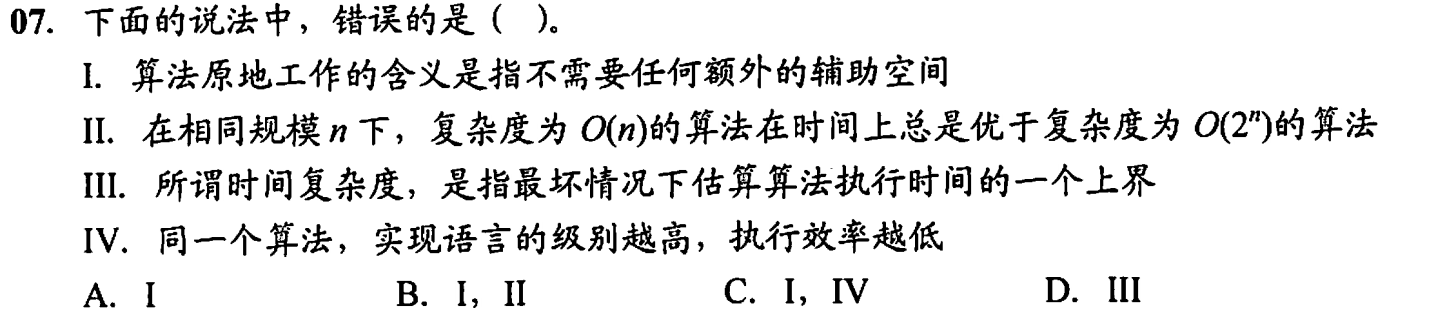 07. 下面的说法中，错误的是（ ）。
I. 算法原地工作的含义是指不需要任何额外的辅助空间
II. 在相同规模 n 下，复杂度为 O(n)的算法在时间上总是优于复杂度为 O(2ⁿ)的算法
III. 所谓时间复杂度，是指最坏情况下估算算法执行时间的一个上界
IV. 同一个算法，实现语言的级别越高，执行效率越低
A. I B. I，II C. I，IV D. III